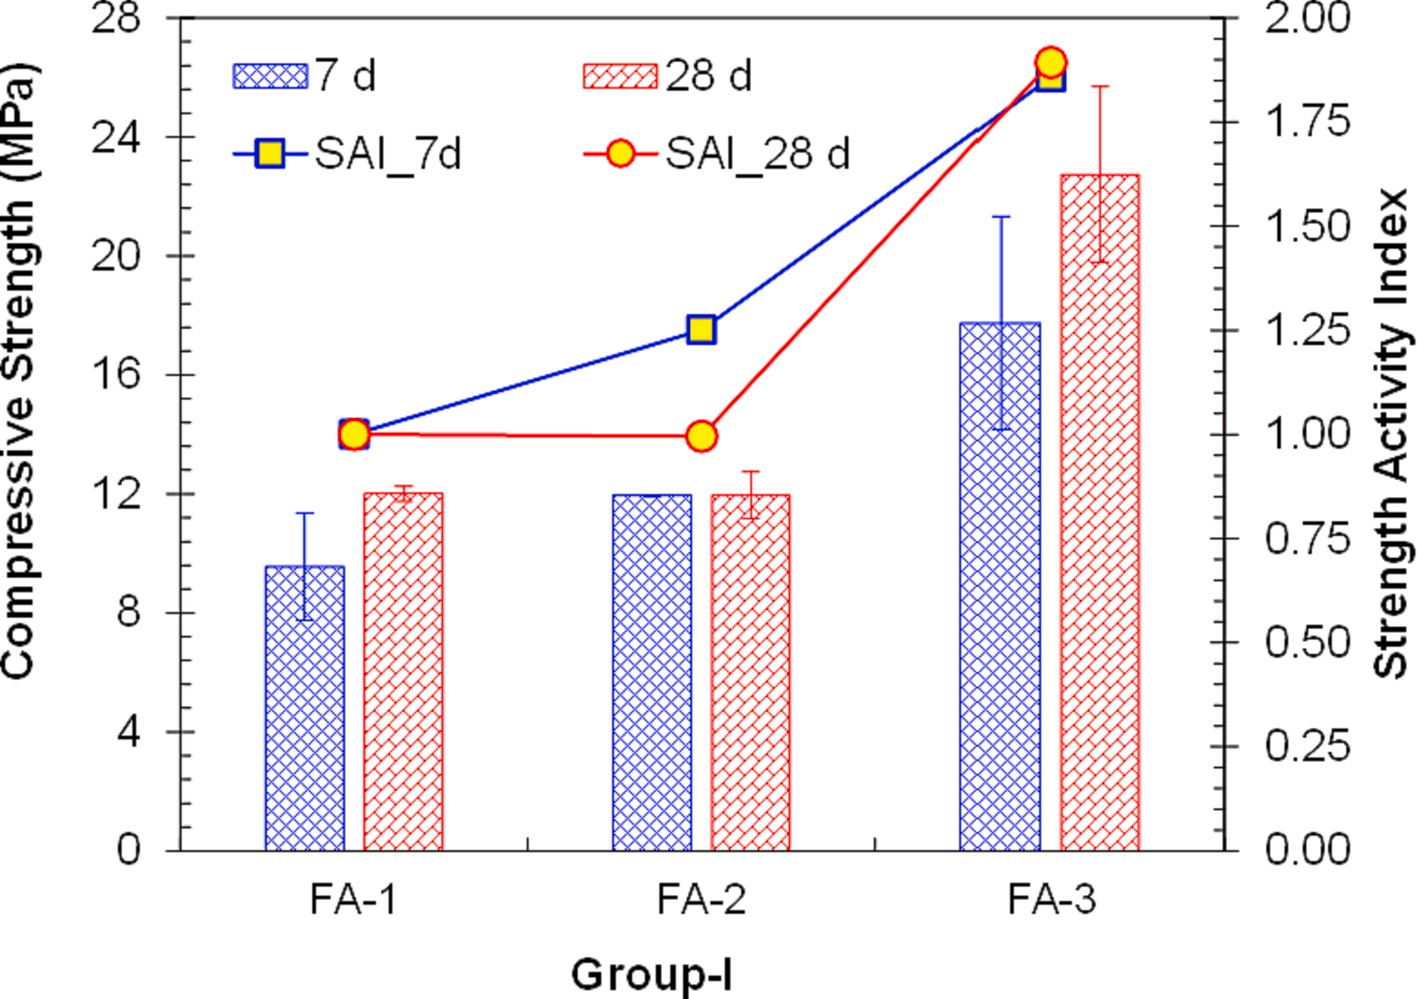 28
24
20
16
12
8
4
0
Compressive Strength (MPa)
7 d
28 d
SAI_7d
SAI_28 d
2.00
1.75
1.50
1.25
1.00
0.75
0.50
0.25
0.00
Strength Activity Index
FA-1
FA-2
FA-3
Group-I